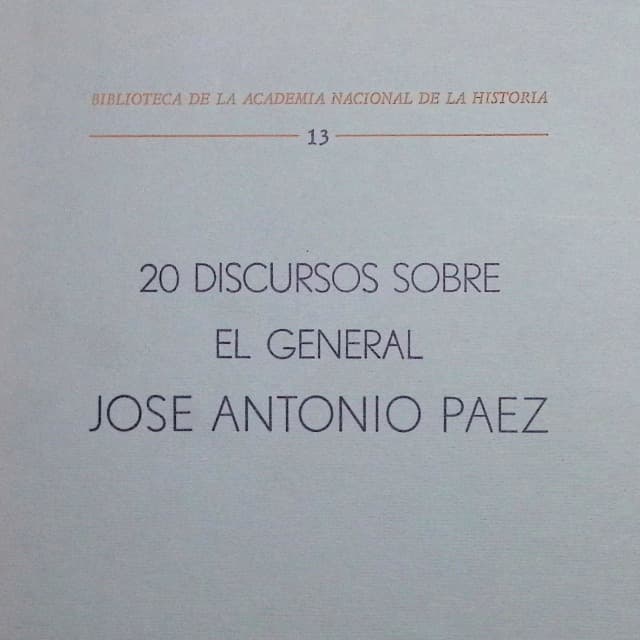 BIBLIOTECA DE LA ACADEMIA NACIONAL DE LA HISTORIA
13
20 DISCURSOS SOBRE
EL GENERAL
JOSE ANTONIO PAEZ